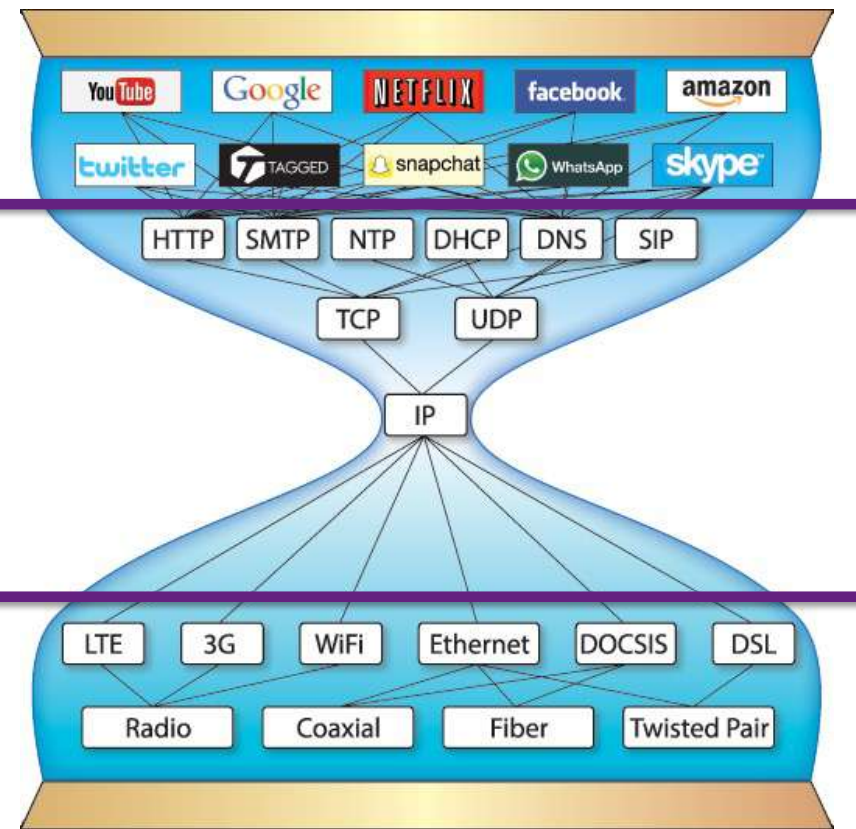 YouTube Google NETFLIX facebook amazon
twitter TAGGED snapchat WhatsApp skype
HTTP SMTP NTP DHCP DNS SIP
TCP UDP
IP
LTE 3G WiFi Ethernet DOCSIS DSL
Radio Coaxial Fiber Twisted Pair